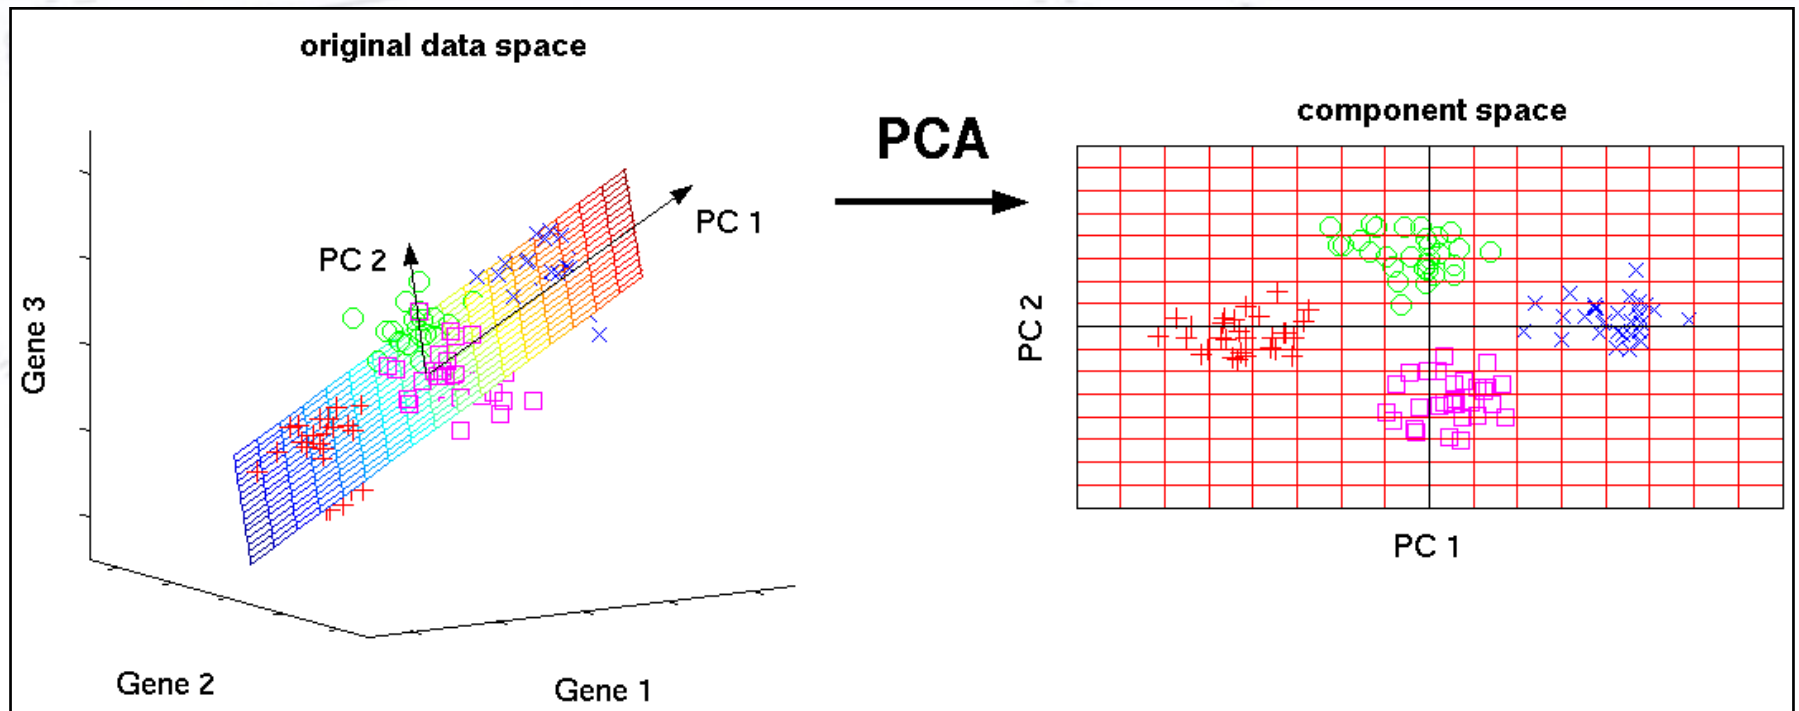 original data space
PC 1
PC 2
Gene 3
Gene 2
Gene 1
PCA
component space
PC 2
PC 1